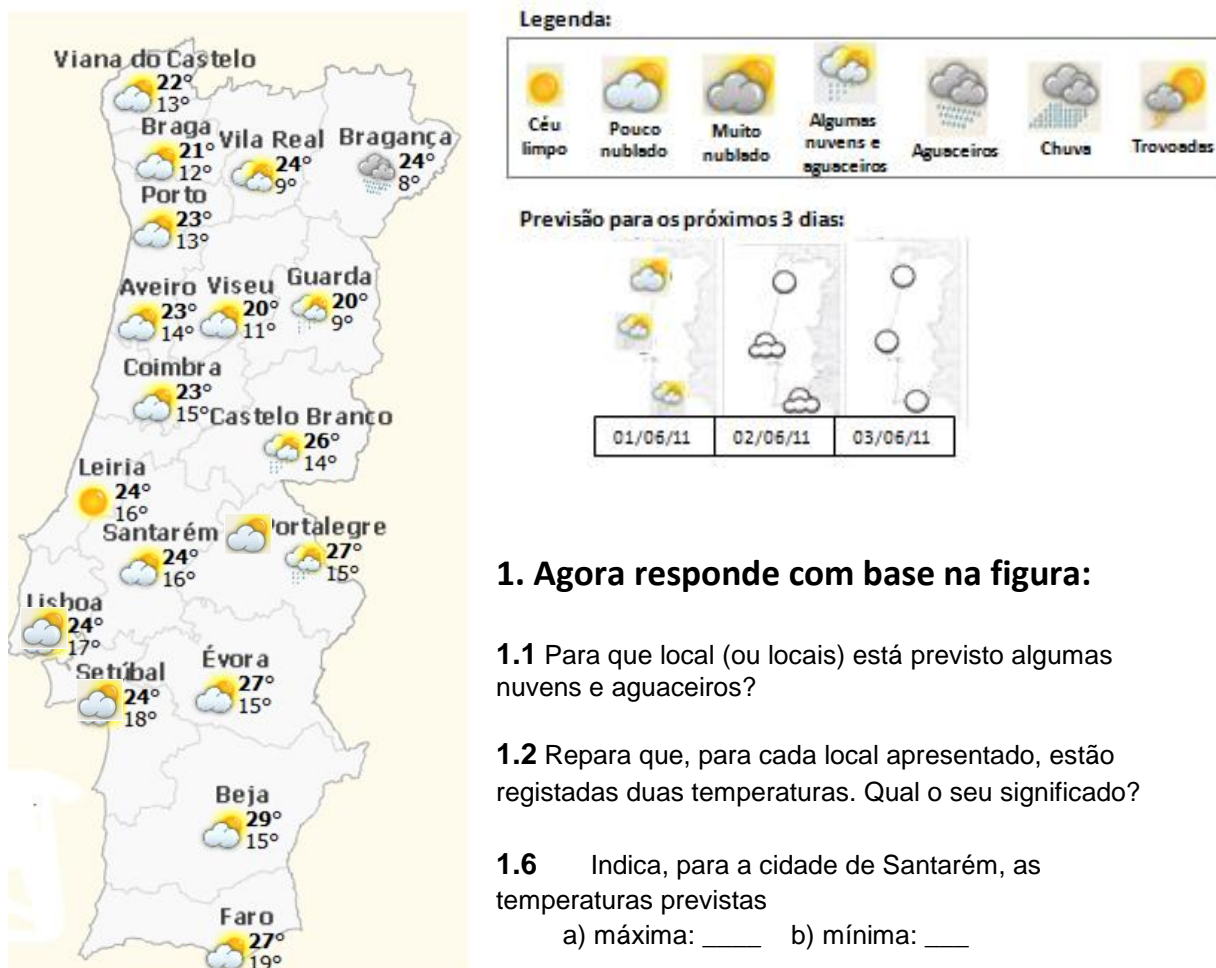 Viana do Castelo
22°
13°
Braga
21°
12°
Vila Real
24°
9°
Bragança
24°
8°
Porto
23°
13°
Aveiro
23°
14°
Viseu
20°
11°
Guarda
20°
9°
Coimbra
23°
15°
Castelo Branco
26°
14°
Leiria
24°
16°
Santarém
24°
16°
ortalegre
27°
15°
Lisboa
24°
17°
Setúbal
24°
18°
Évora
27°
15°
Beja
29°
15°
Faro
27°
19°
Legenda:
Céu
limpo
Pouco
nublado
Muito
nublado
Algumas
nuvens e
aguaceiros
Aguaceiros
Chuva
Trovoadas
Previsão para os próximos 3 dias:
01/06/11 02/06/11 03/06/11
1. Agora responde com base na figura:
1.1 Para que local (ou locais) está previsto algumas
nuvens e aguaceiros?
1.2 Repara que, para cada local apresentado, estão
registadas duas temperaturas. Qual o seu significado?
1.6 Indica, para a cidade de Santarém, as
temperaturas previstas
a) máxima: ____ b) mínima: ___